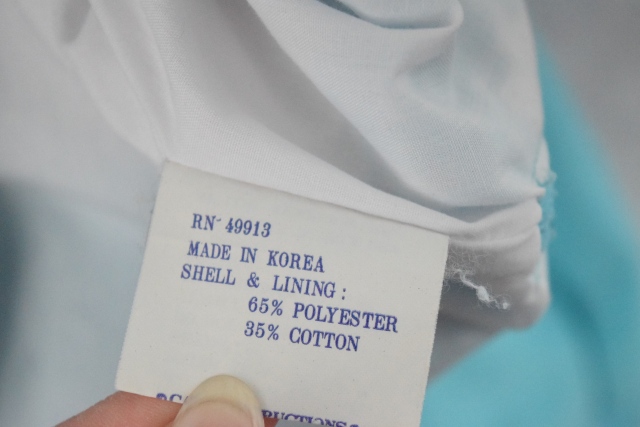 RN- 49913
MADE IN KOREA
SHELL & LINING:
65% POLYESTER
35% COTTON